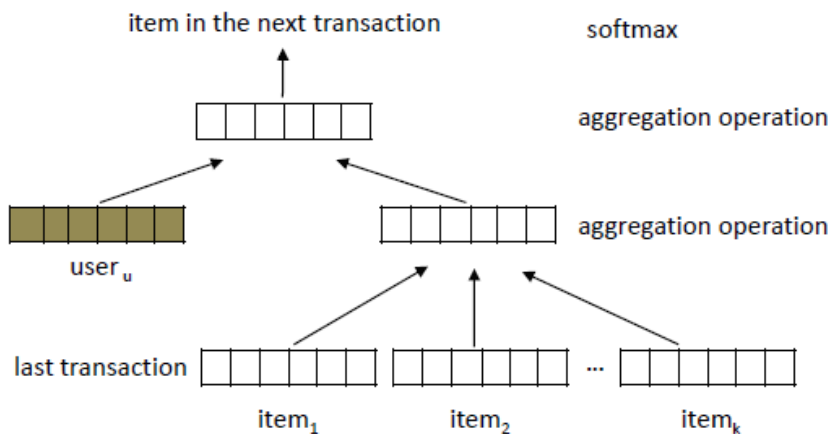 item in the next transaction softmax
aggregation operation
aggregation operation
user u
last transaction ...
item1 item2 itemk